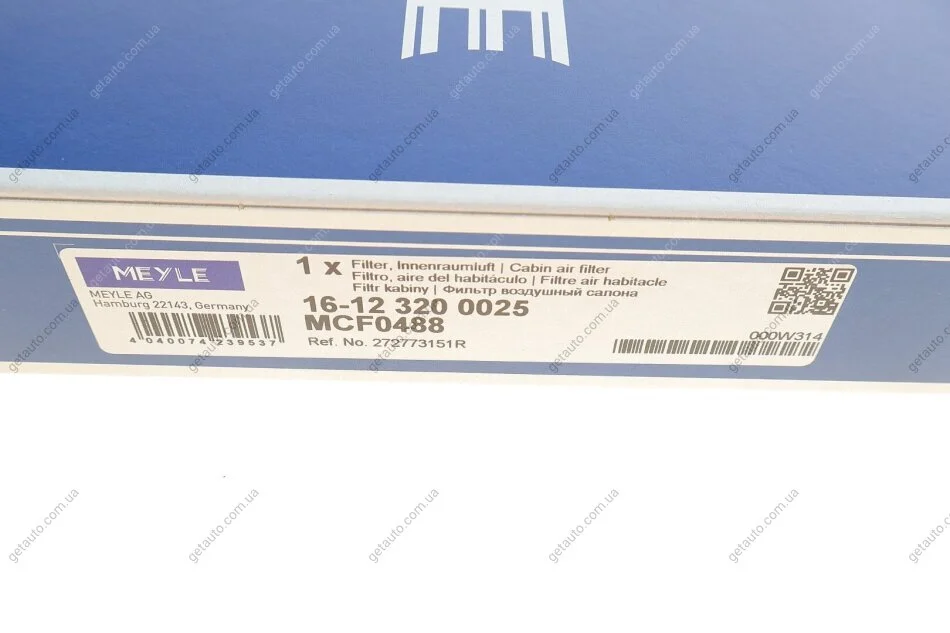 MEYLE
MEYLE AG
Hamburg 22143, Germany
4 040074 239537
1 x
Filter, Innenraumluft | Cabin air filter
Filtro, aire del habitáculo | Filtre air habitacle
Filtr kabiny | Фильтр воздушный салона
16-12 320 0025
MCF0488
Ref. No. 272773151R
000W314
getauto.com.ua